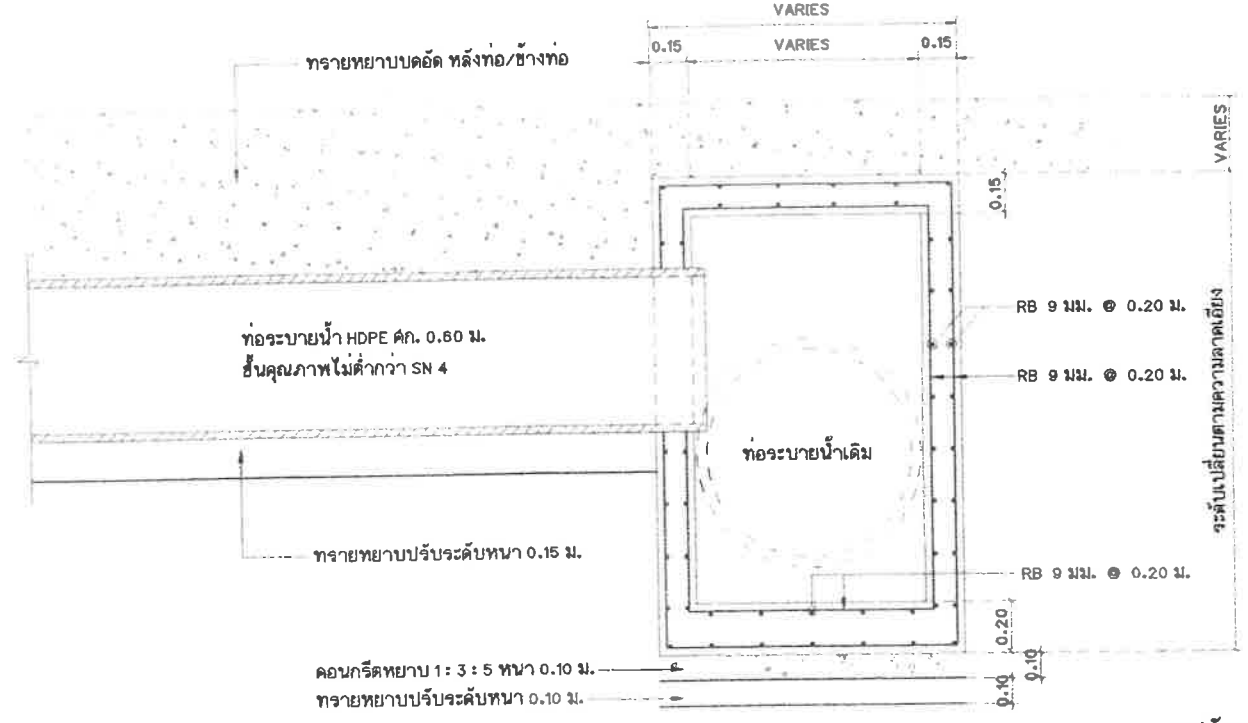 VARIES
0.15
VARIES
0.15
ทรายหยาบบดอัด หลังท่อ/ข้างท่อ
VARIES
0.15
ท่อระบายน้ำ HDPE ศก. 0.60 ม.
ชั้นคุณภาพไม่ต่ำกว่า SN 4
RB 9 มม. @ 0.20 ม.
RB 9 มม. @ 0.20 ม.
ระดับเปลี่ยนตามความลาดเอียง
ท่อระบายน้ำเดิม
ทรายหยาบปรับระดับหนา 0.15 ม.
RB 9 มม. @ 0.20 ม.
0.20
คอนกรีตหยาบ 1 : 3 : 5 หนา 0.10 ม.
0.10
ทรายหยาบปรับระดับหนา 0.10 ม.
0.10